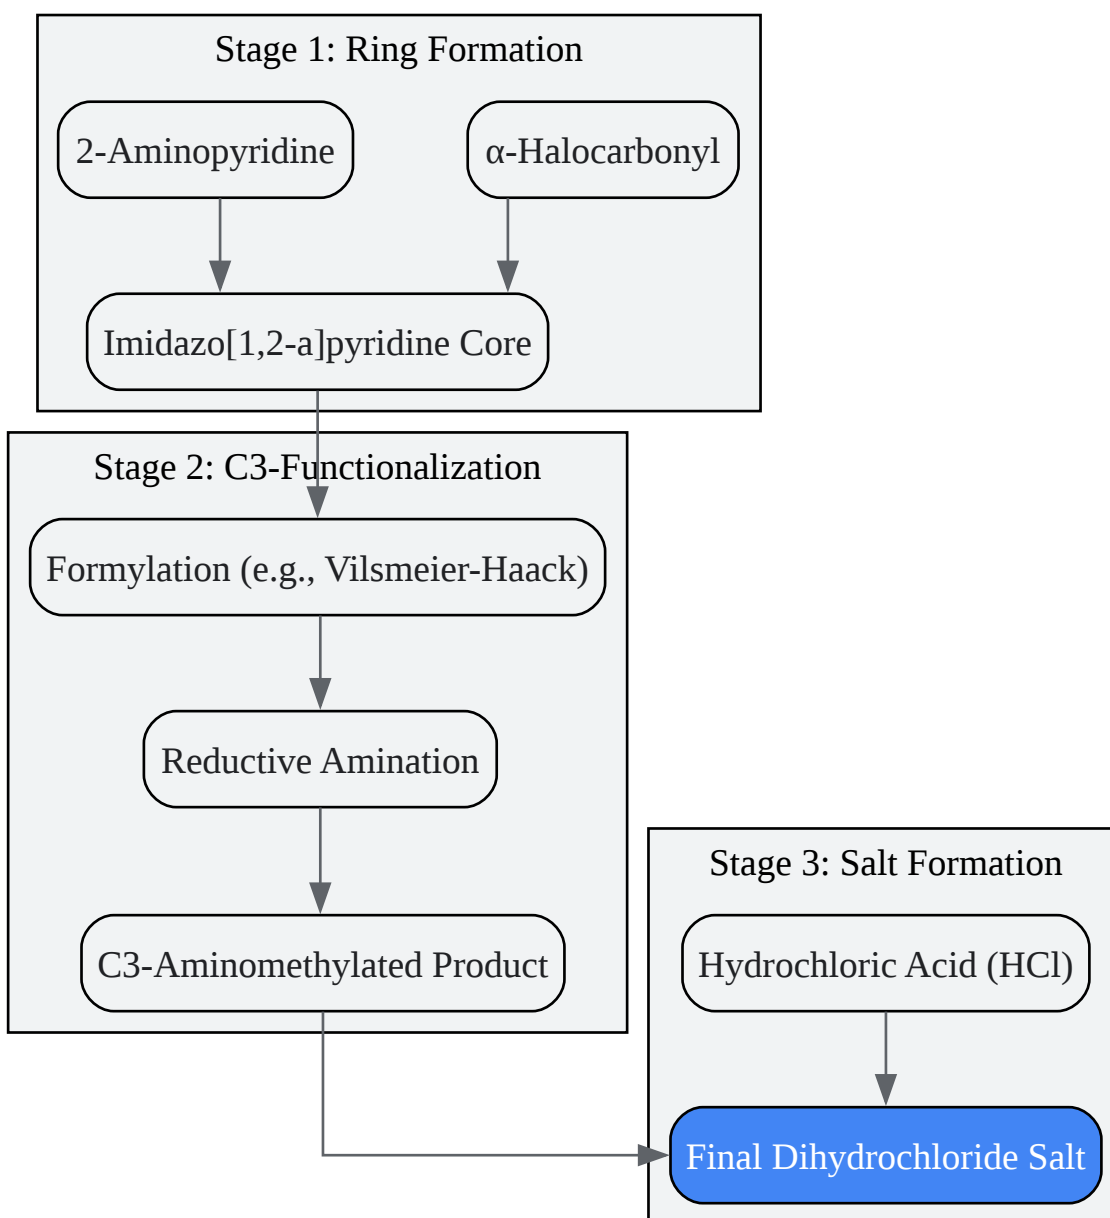 Stage 1: Ring Formation
2-Aminopyridine
α-Halocarbonyl
Imidazo[1,2-a]pyridine Core
Stage 2: C3-Functionalization
Formylation (e.g., Vilsmeier-Haack)
Reductive Amination
C3-Aminomethylated Product
Stage 3: Salt Formation
Hydrochloric Acid (HCl)
Final Dihydrochloride Salt